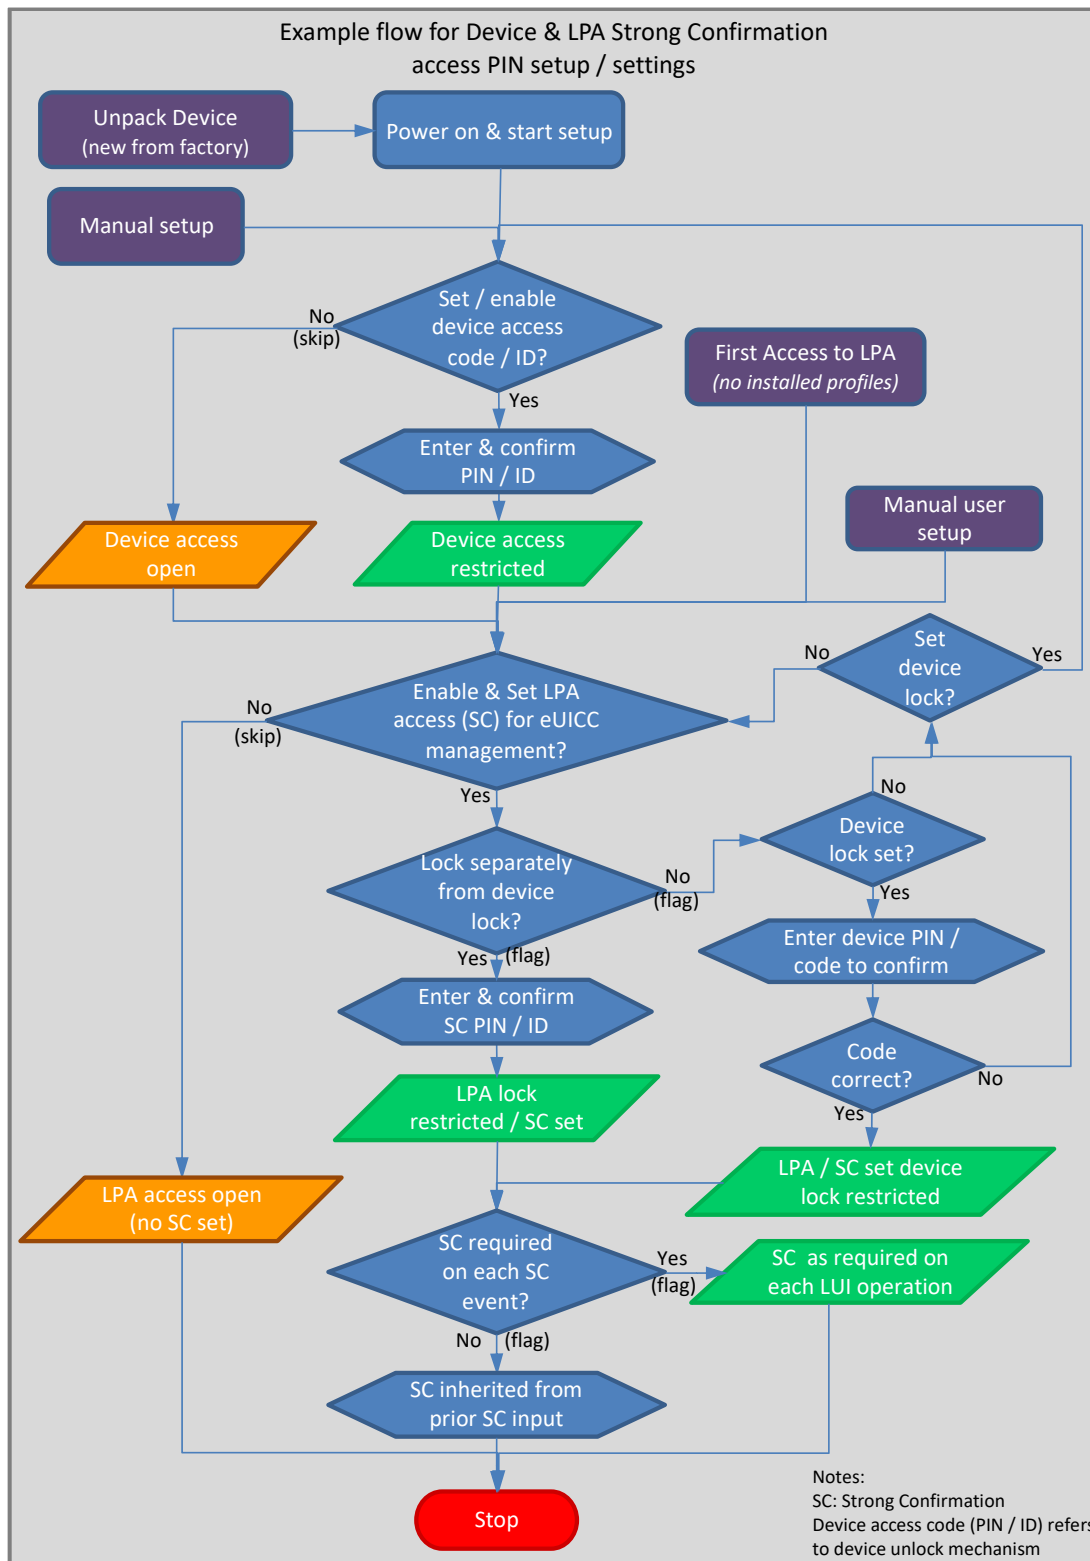 Example flow for Device & LPA Strong Confirmation
access PIN setup / settings
Unpack Device
(new from factory)
Power on & start setup
Manual setup
Set / enable
device access
code / ID?
No
(skip)
Yes
First Access to LPA
(no installed profiles)
Enter & confirm
PIN / ID
Manual user
setup
Device access
open
Device access
restricted
Set
device
lock?
No
Yes
Enable & Set LPA
access (SC) for eUICC
management?
No
(skip)
Yes
No
Device
lock set?
Lock separately
from device
lock?
No
(flag)
Yes
Yes
(flag)
Enter device PIN /
code to confirm
Enter & confirm
SC PIN / ID
Code
correct?
No
Yes
LPA lock
restricted / SC set
LPA / SC set device
lock restricted
LPA access open
(no SC set)
SC required
on each SC
event?
Yes
(flag)
SC  as required on
each LUI operation
No
(flag)
SC inherited from
prior SC input
Stop
Notes:
SC: Strong Confirmation
Device access code (PIN / ID) refers
to device unlock mechanism